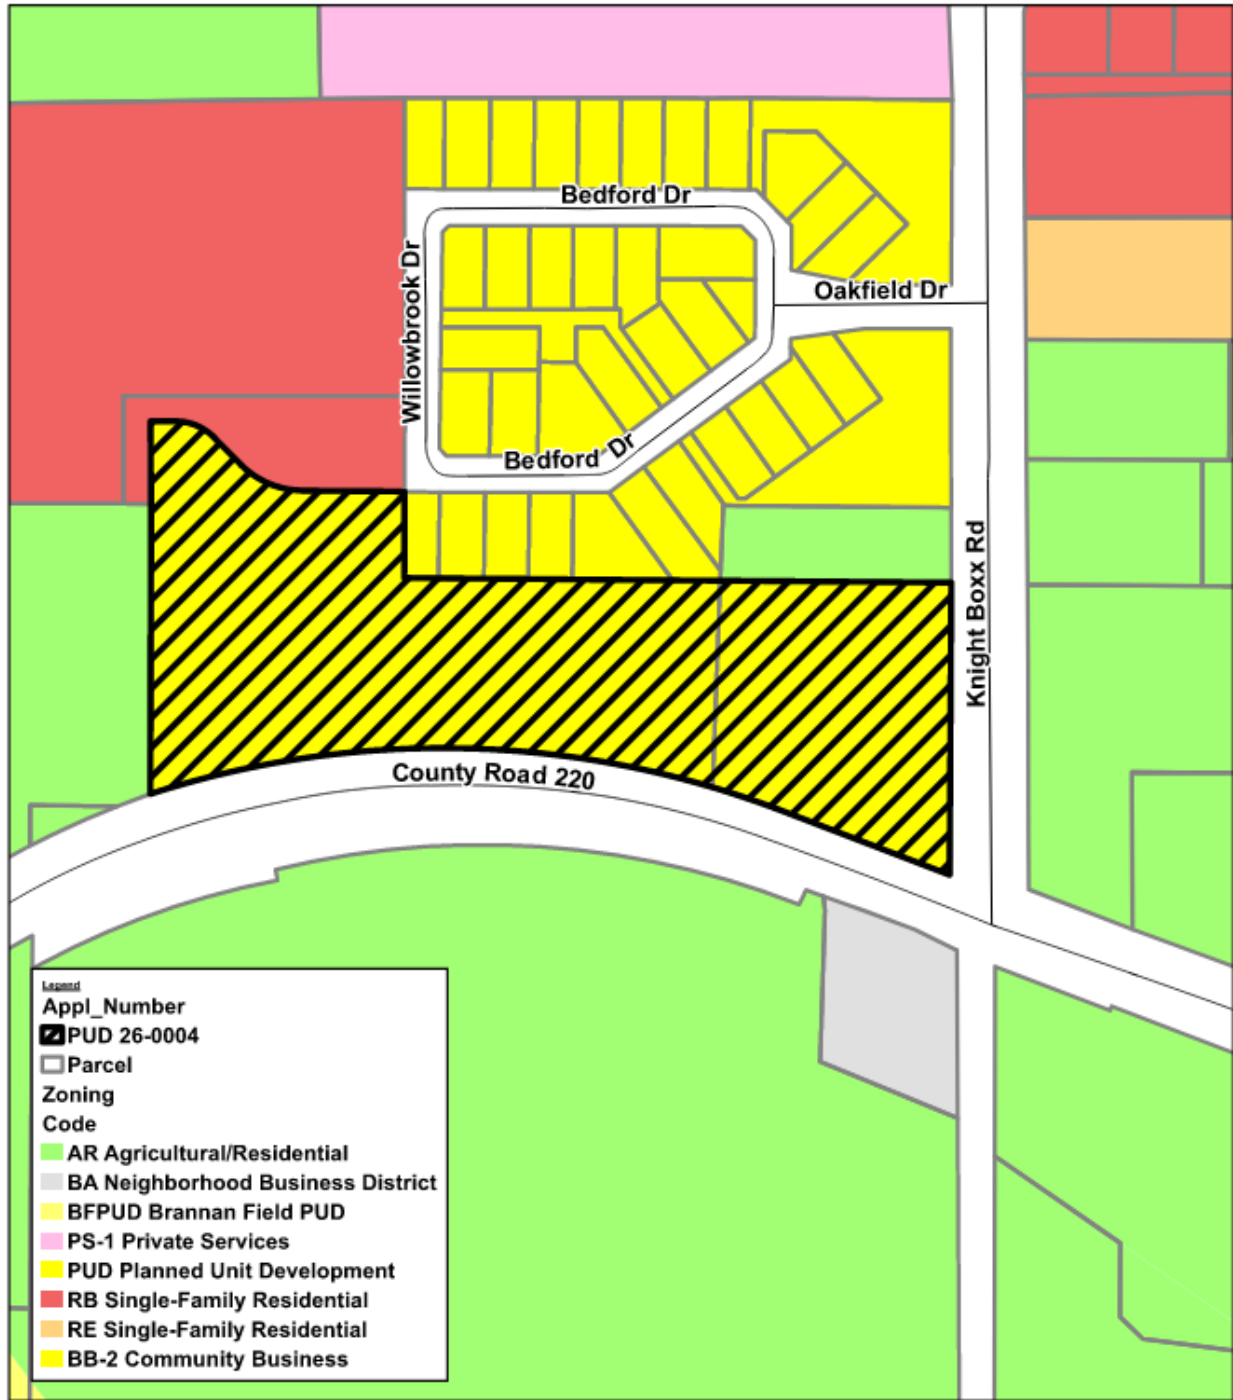 Bedford Dr
Willowbrook Dr
Oakfield Dr
Bedford Dr
Knight Boxx Rd
County Road 220
Legend
Appl_Number
PUD 26-0004
Parcel
Zoning
Code
AR Agricultural/Residential
BA Neighborhood Business District
BFPUD Brannan Field PUD
PS-1 Private Services
PUD Planned Unit Development
RB Single-Family Residential
RE Single-Family Residential
BB-2 Community Business